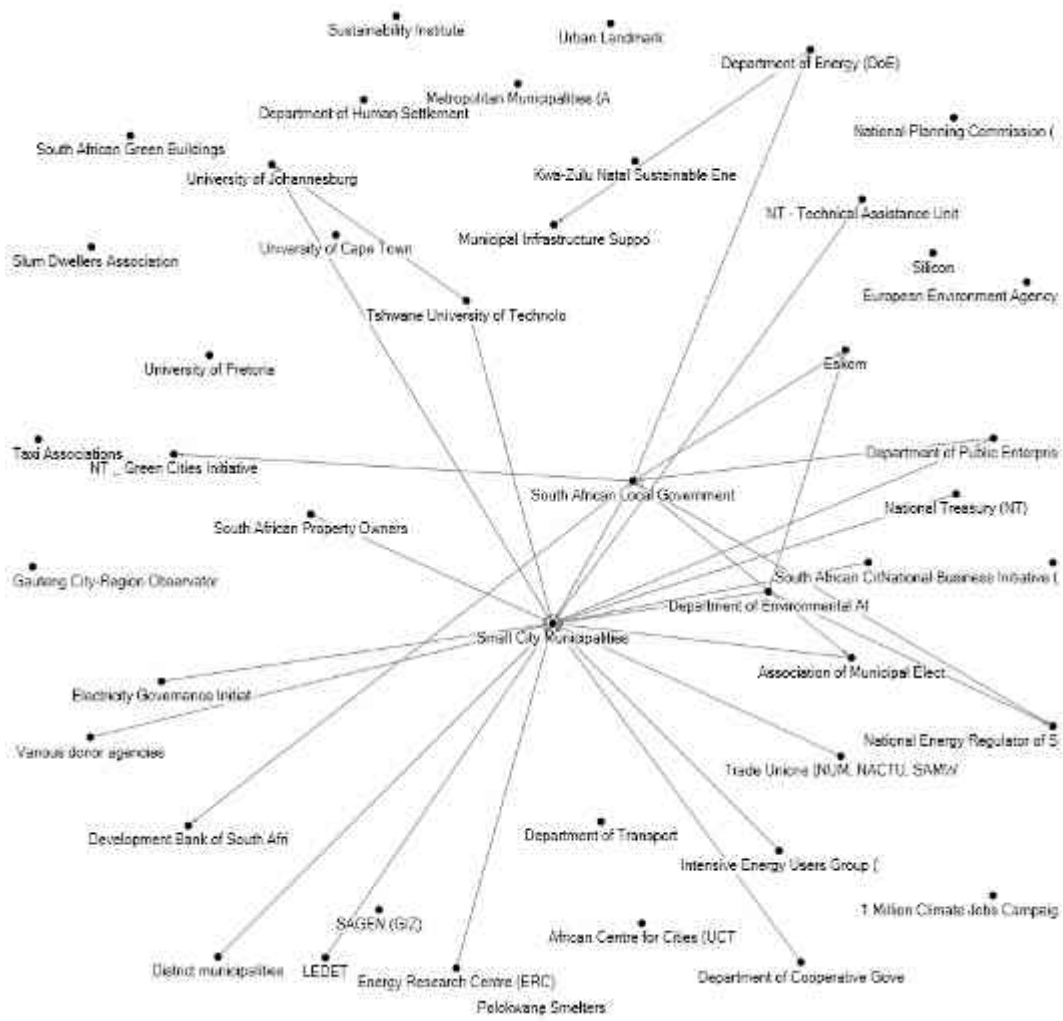 Sustainability Institute
Urban Landmark
Department of Energy (DoE)
Metropolitan Municipalities (A
Department of Human Settlement
National Planning Commission (
South African Green Buildings
University of Johannesburg
Kwa-Zulu Natal Sustainable Ene
NT - Technical Assistance Unit
Municipal Infrastructure Suppo
University of Cape Town
Slum Dwellers Association
Silicon
European Environment Agency
Tshwane University of Technolo
University of Pretoria
Eskom
Taxi Associations
NT _ Green Cities Initiative
Department of Public Enterprise
South African Local Government
National Treasury (NT)
South African Property Owners
Gauteng City-Region Observator
South African Cit
National Business Initiative (
Department of Environmental Af
Small City Municipalities
Association of Municipal Elect
Electricity Governance Initiat
Various donor agencies
National Energy Regulator of S
Trade Unions (NUM, NACTU, SAMW
Development Bank of South Afri
Department of Transport
Intensive Energy Users Group (
SAGEN (GIZ)
1 Million Climate Jobs Campaig
African Centre for Cities (UCT
District municipalities
LEDET
Energy Research Centre (ERC)
Department of Cooperative Gove
Polokwane Smelters